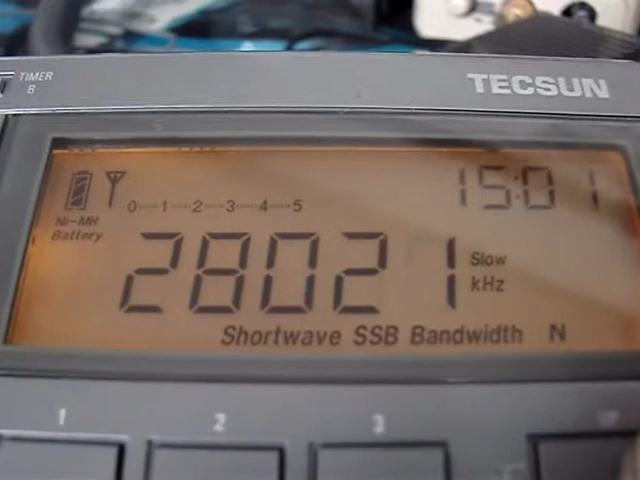 TIMER
B
TECSUN
15:01
0 1 2 3 4 5
Ni-MH
Battery
28021
Slow
kHz
Shortwave SSB Bandwidth N
1 2 3